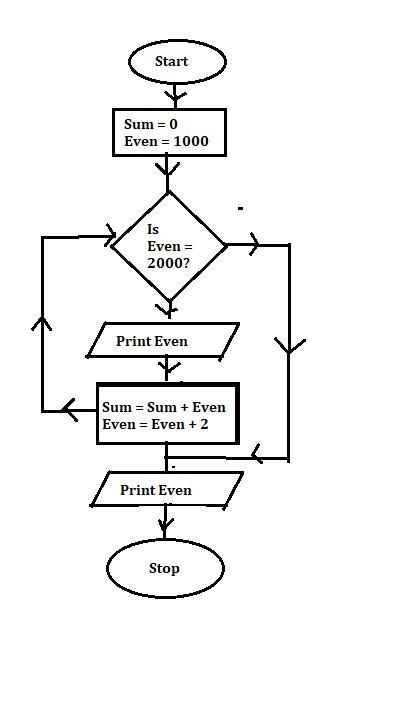 Start
Sum = 0
Even = 1000
Is
Even =
2000?
Print Even
Sum = Sum + Even
Even = Even + 2
Print Even
Stop